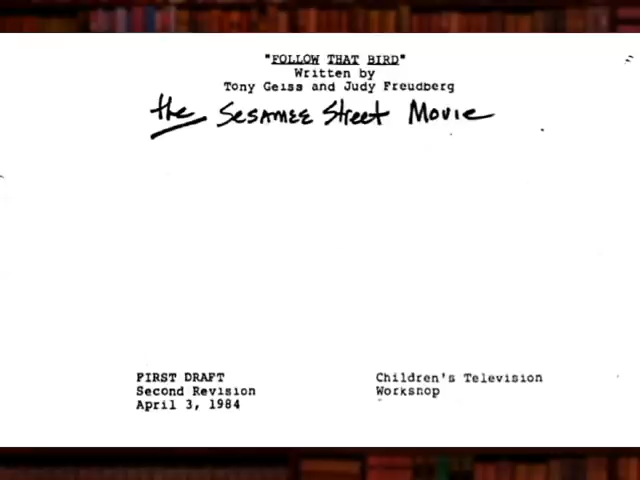 "FOLLOW THAT BIRD"
Written by
Tony Geiss and Judy Freudberg
the Sesame Street Movie
FIRST DRAFT
Second Revision
April 3, 1984
Children's Television
Workshop